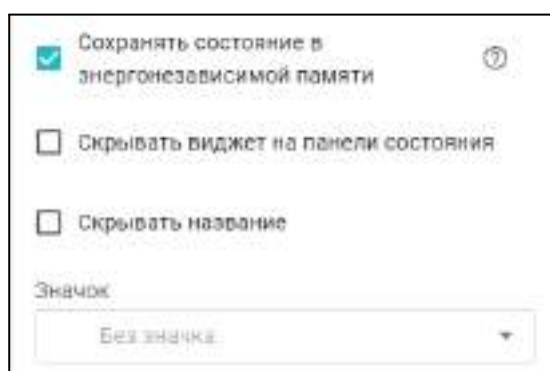 Сохранять состояние в
энергонезависимой памяти
Скрывать виджет на панели состояния
Скрывать название
Значок
Без значка